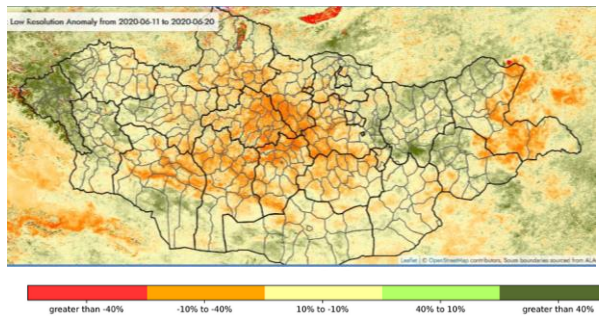 Low Resolution Anomaly from 2020-06-11 to 2020-06-20
Leaflet | © OpenStreetMap contributors, Soum boundaries sourced from ALA
greater than -40%
-10% to -40%
10% to -10%
40% to 10%
greater than 40%